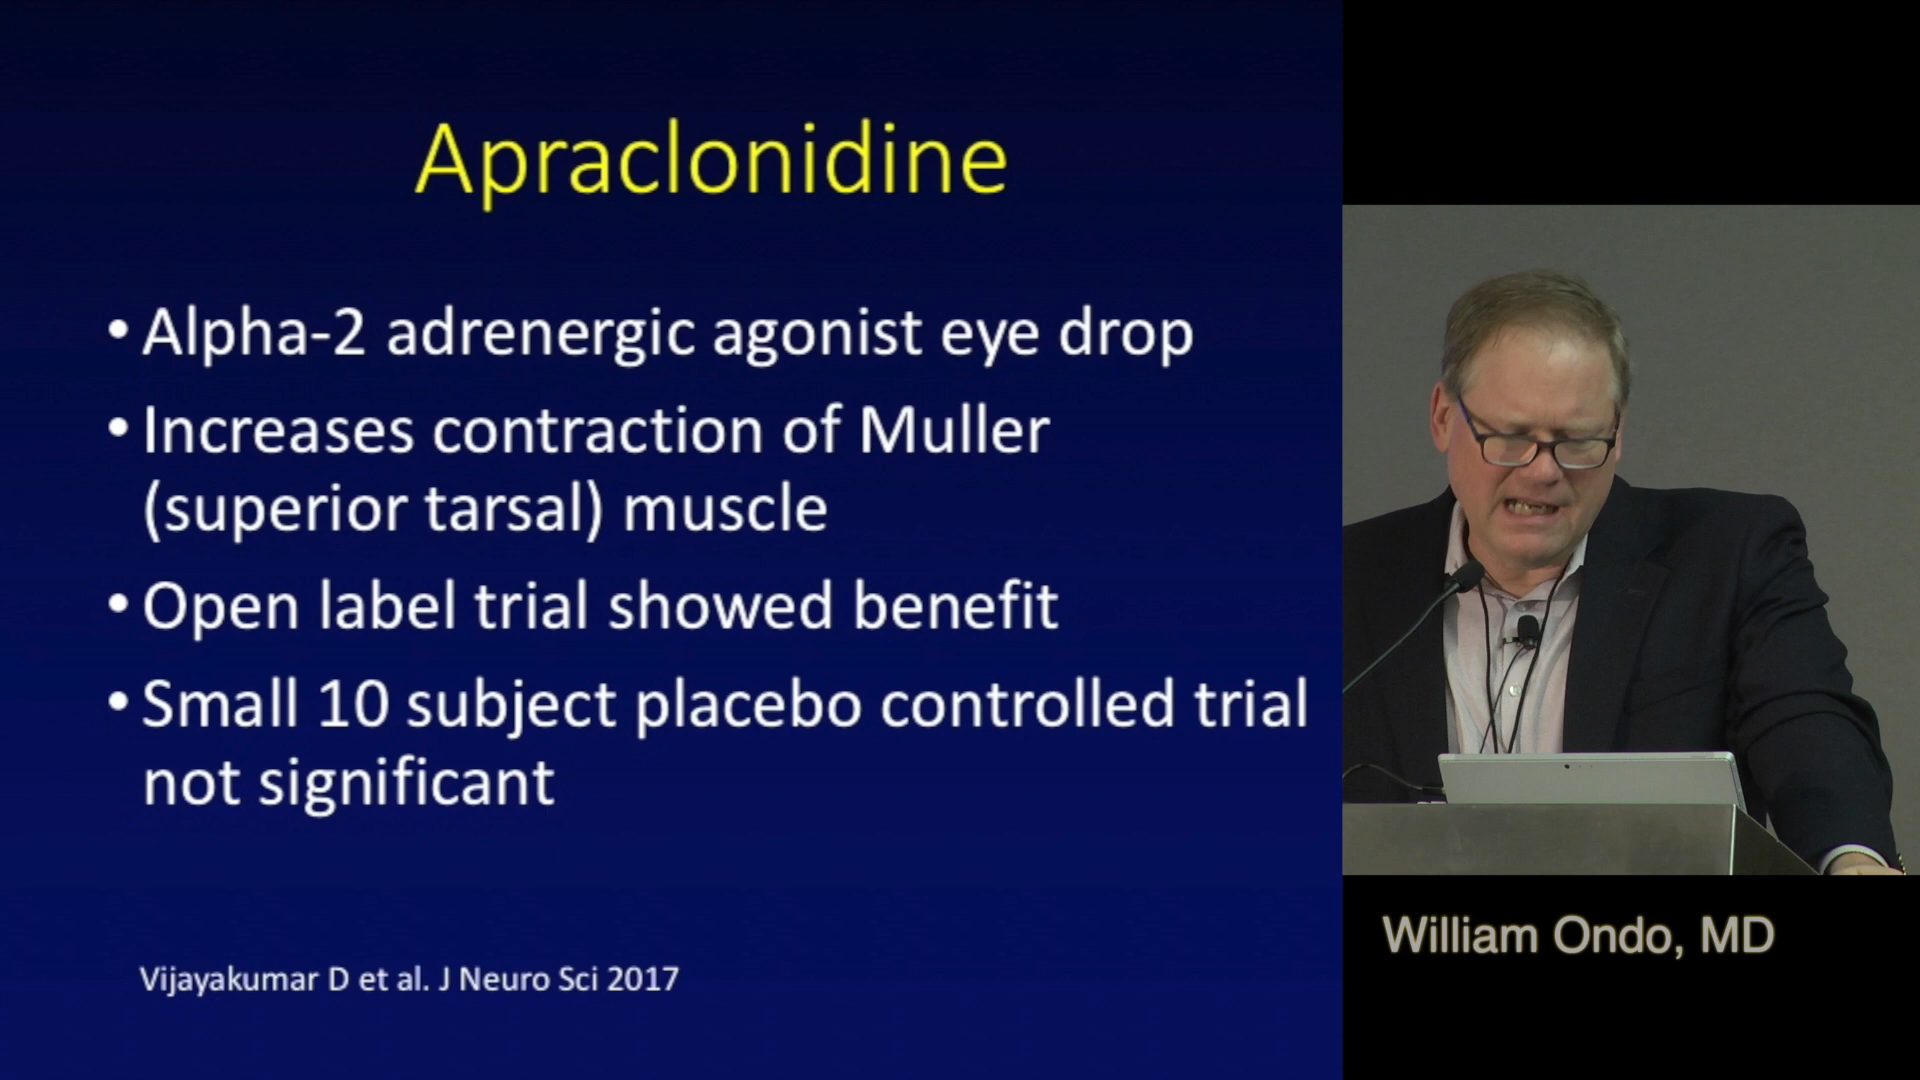 Apraclonidine
• Alpha-2 adrenergic agonist eye drop
• Increases contraction of Muller
(superior tarsal) muscle
• Open label trial showed benefit
• Small 10 subject placebo controlled trial
not significant
Vijayakumar D et al. J Neuro Sci 2017
William Ondo, MD